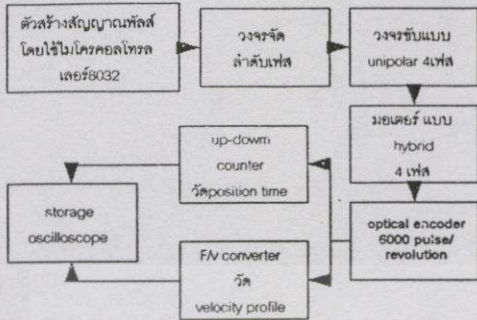 ตัวสร้างสัญญาณพัลส์
โดยใช้ไมโครคอลโทรล
เลอร์8032
วงจรจัด
ลำดับเฟส
วงจรขับแบบ
unipolar 4เฟส
มอเตอร์ แบบ
hybrid
4 เฟส
optical encoder
6000 pulse/
revolution
up-down
counter
วัดposition time
F/v converter
วัด
velocity profile
storage
oscilloscope